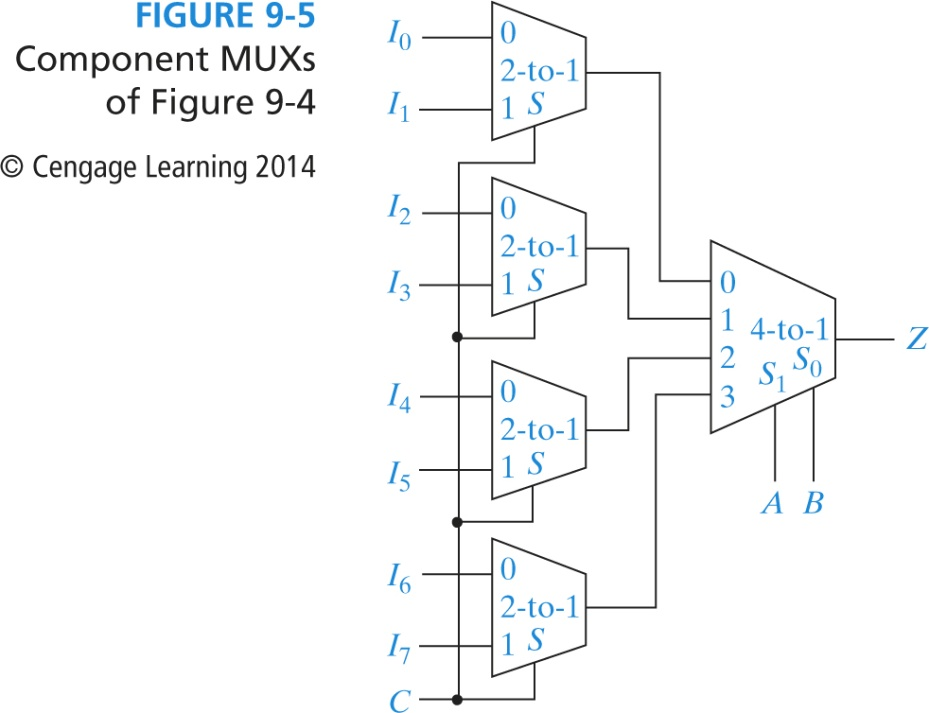 FIGURE 9-5
Component MUXs
of Figure 9-4
© Cengage Learning 2014
I₀ 0
2-to-1
I₁ 1 S
I₂ 0
2-to-1
I₃ 1 S
I₄ 0
2-to-1
I₅ 1 S
I₆ 0
2-to-1
I₇ 1 S
C
0
1 4-to-1
2 S₁ S₀
3
Z
A B